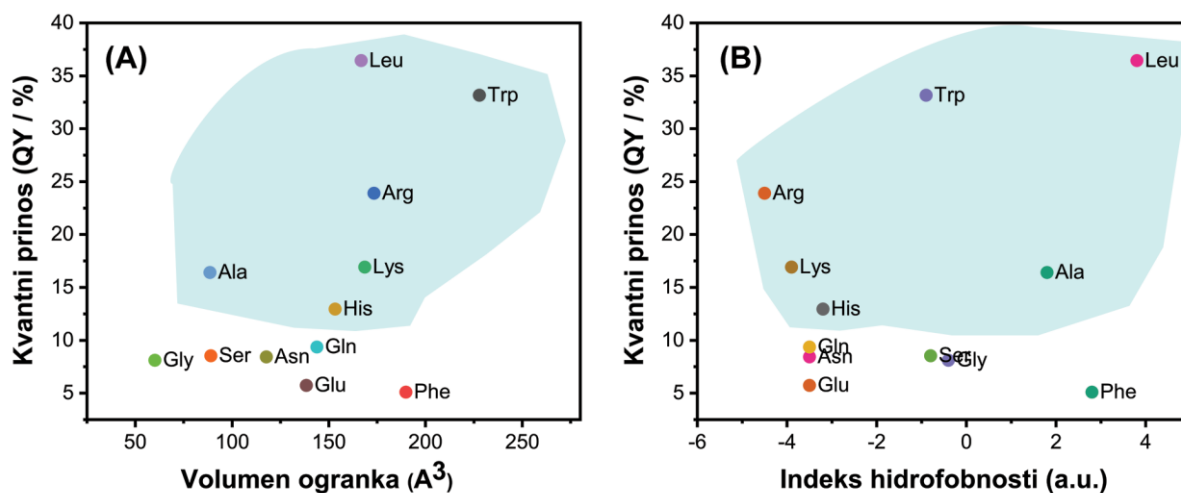 (A)
Kvantni prinos (QY / %)
40
35
30
25
20
15
10
5
Leu
Trp
Arg
Ala
Lys
His
Gly
Ser
Asn
Gln
Glu
Phe
50
100
150
200
250
Volumen ogranka (A³)
(B)
Kvantni prinos (QY / %)
40
35
30
25
20
15
10
5
Leu
Trp
Arg
Lys
Ala
His
Gln
Asn
Ser
Gly
Glu
Phe
-6
-4
-2
0
2
4
Indeks hidrofobnosti (a.u.)